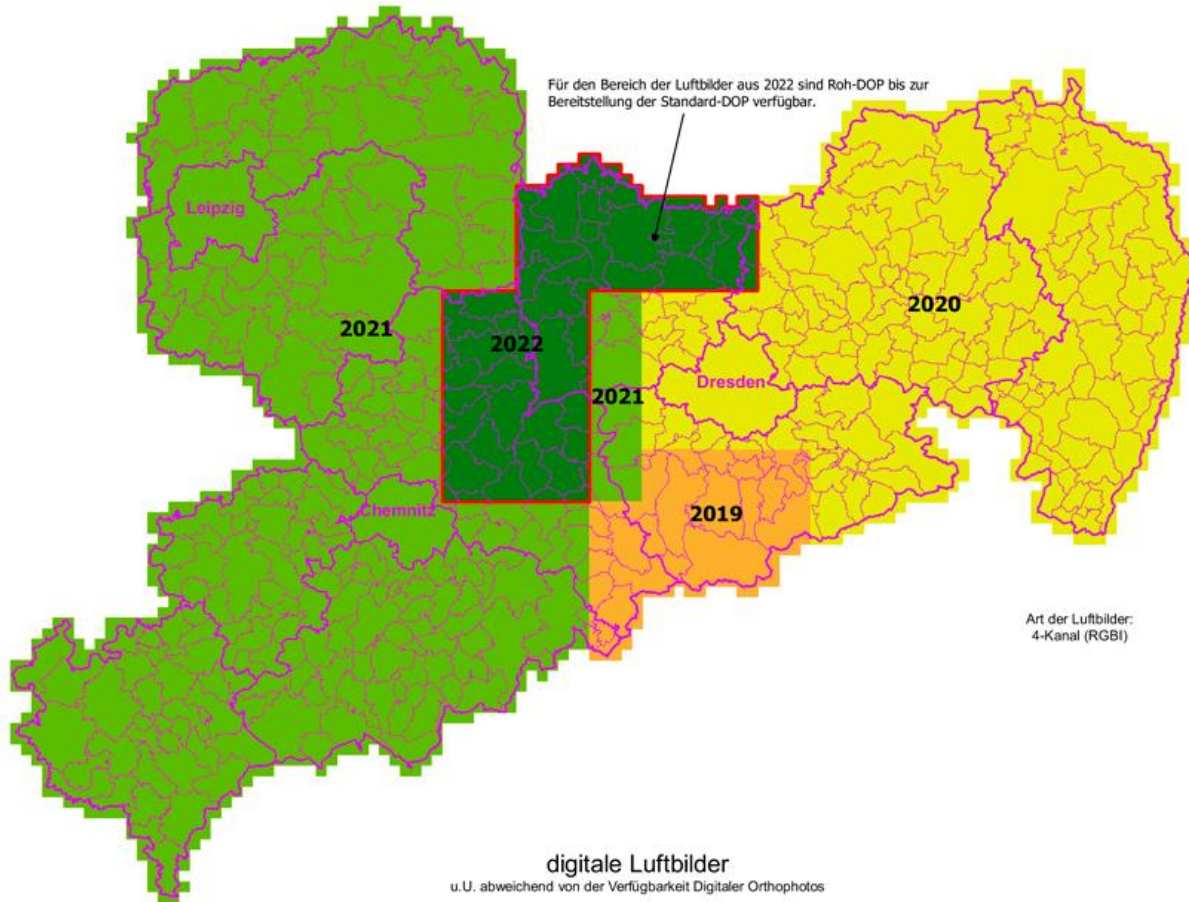 Für den Bereich der Luftbilder aus 2022 sind Roh-DOP bis zur
Bereitstellung der Standard-DOP verfügbar.
Leipzig
2020
2021
2022
Dresden
2021
Chemnitz
2019
Art der Luftbilder:
4-Kanal (RGBI)
digitale Luftbilder
u.U. abweichend von der Verfügbarkeit Digitaler Orthophotos